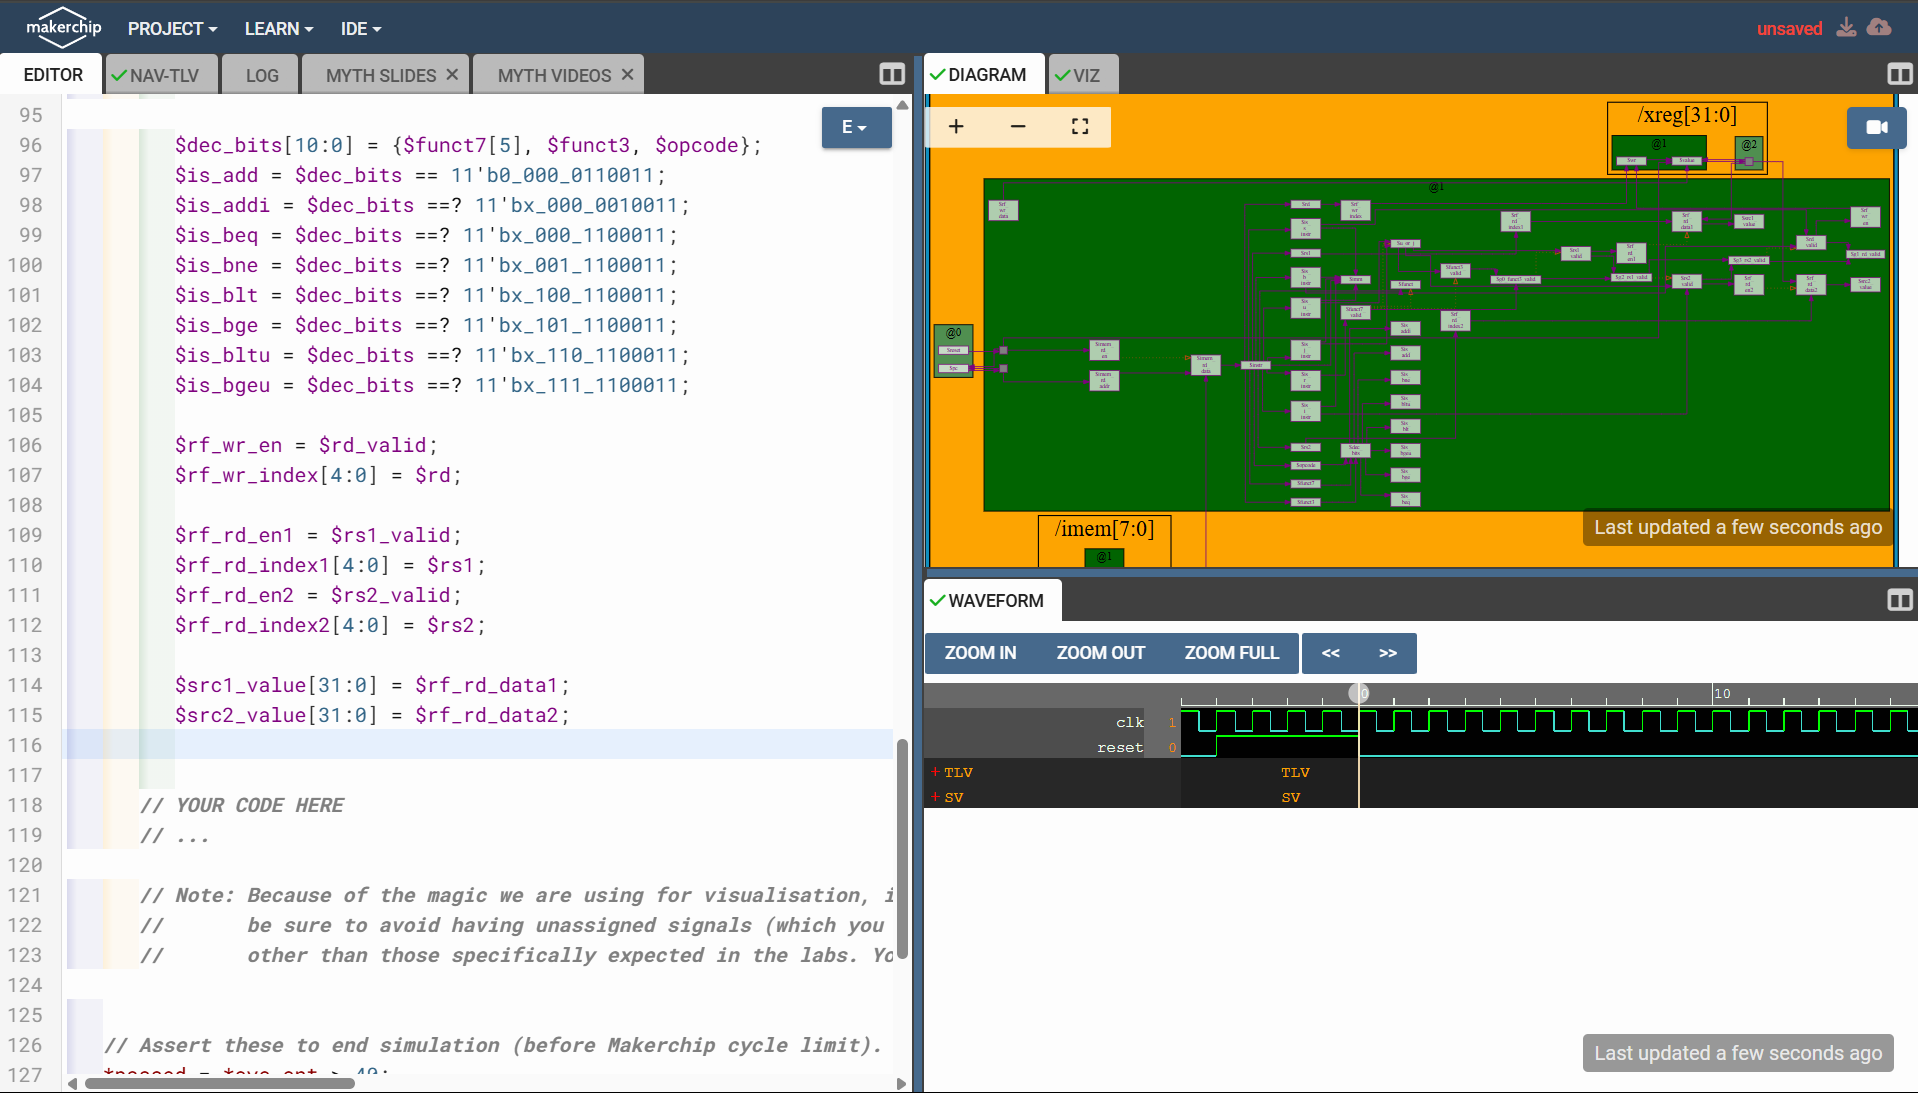 makerchip
PROJECT
LEARN
IDE
unsaved
EDITOR
NAV-TLV
LOG
MYTH SLIDES
MYTH VIDEOS
95
96 $dec_bits[10:0] = {$funct7[5], $funct3, $opcode};
97 $is_add = $dec_bits == 11'b0_000_0110011;
98 $is_addi = $dec_bits ==? 11'bx_000_0010011;
99 $is_beq = $dec_bits ==? 11'bx_000_1100011;
100 $is_bne = $dec_bits ==? 11'bx_001_1100011;
101 $is_blt = $dec_bits ==? 11'bx_100_1100011;
102 $is_bge = $dec_bits ==? 11'bx_101_1100011;
103 $is_bltu = $dec_bits ==? 11'bx_110_1100011;
104 $is_bgeu = $dec_bits ==? 11'bx_111_1100011;
105
106 $rf_wr_en = $rd_valid;
107 $rf_wr_index[4:0] = $rd;
108
109 $rf_rd_en1 = $rs1_valid;
110 $rf_rd_index1[4:0] = $rs1;
111 $rf_rd_en2 = $rs2_valid;
112 $rf_rd_index2[4:0] = $rs2;
113
114 $src1_value[31:0] = $rf_rd_data1;
115 $src2_value[31:0] = $rf_rd_data2;
116
117
118 // YOUR CODE HERE
119 // ...
120
121 // Note: Because of the magic we are using for visualisation, i
122 // be sure to avoid having unassigned signals (which you
123 // other than those specifically expected in the labs. Yo
124
125
126 // Assert these to end simulation (before Makerchip cycle limit).
127
E
DIAGRAM
VIZ
/xreg[31:0]
@1
@2
@1
@0
/imem[7:0]
@1
Last updated a few seconds ago
WAVEFORM
ZOOM IN
ZOOM OUT
ZOOM FULL
<<
>>
0
10
clk 1
reset 0
+ TLV TLV
+ SV SV
Last updated a few seconds ago